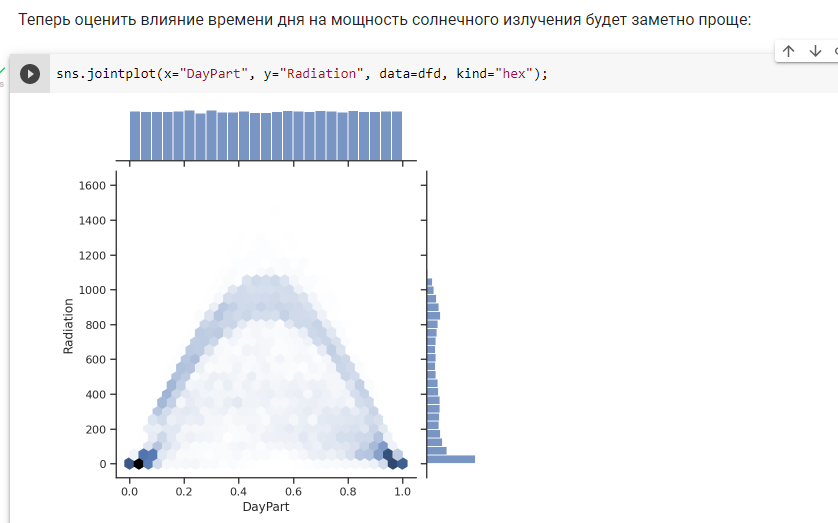 Теперь оценить влияние времени дня на мощность солнечного излучения будет заметно проще:
sns.jointplot(x="DayPart", y="Radiation", data=dfd, kind="hex");
1600
1400
1200
1000
800
600
400
200
0
Radiation
0.0 0.2 0.4 0.6 0.8 1.0
DayPart